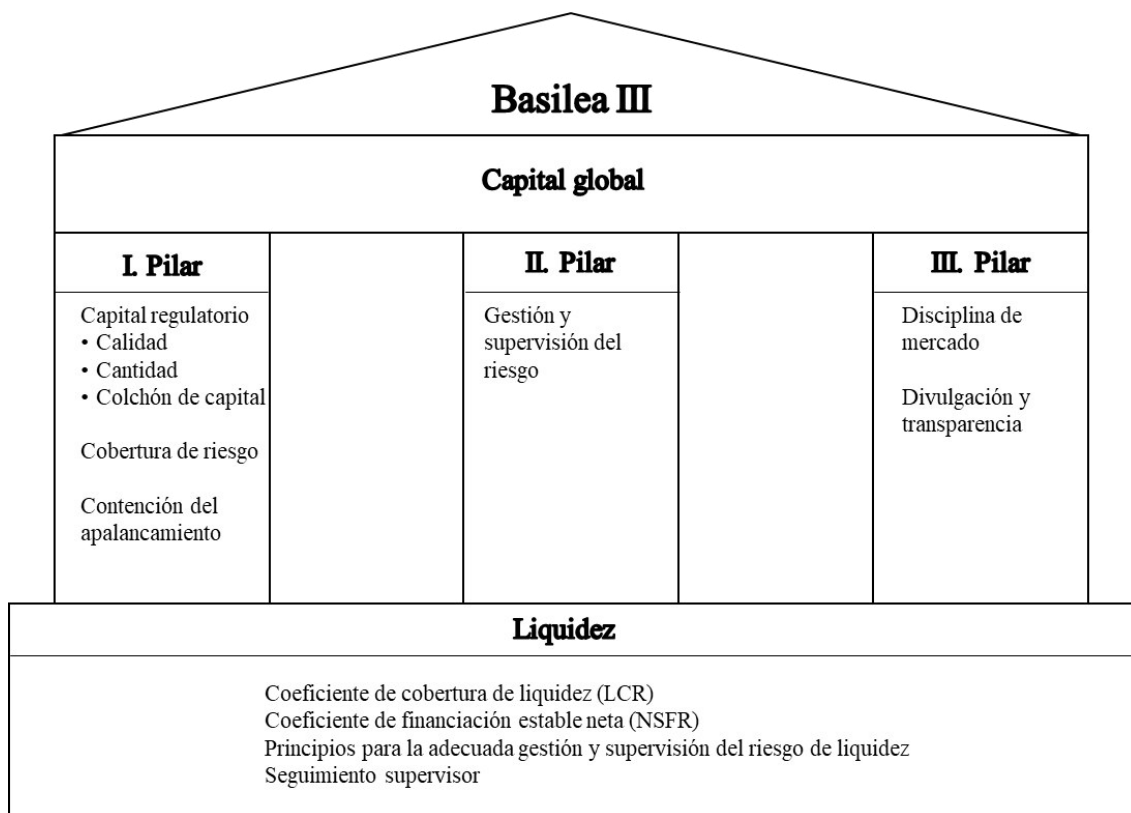 Basilea III
Capital global
I. Pilar
Capital regulatorio
• Calidad
• Cantidad
• Colchón de capital
Cobertura de riesgo
Contención del
apalancamiento
II. Pilar
Gestión y
supervisión del
riesgo
III. Pilar
Disciplina de
mercado
Divulgación y
transparencia
Liquidez
Coeficiente de cobertura de liquidez (LCR)
Coeficiente de financiación estable neta (NSFR)
Principios para la adecuada gestión y supervisión del riesgo de liquidez
Seguimiento supervisor